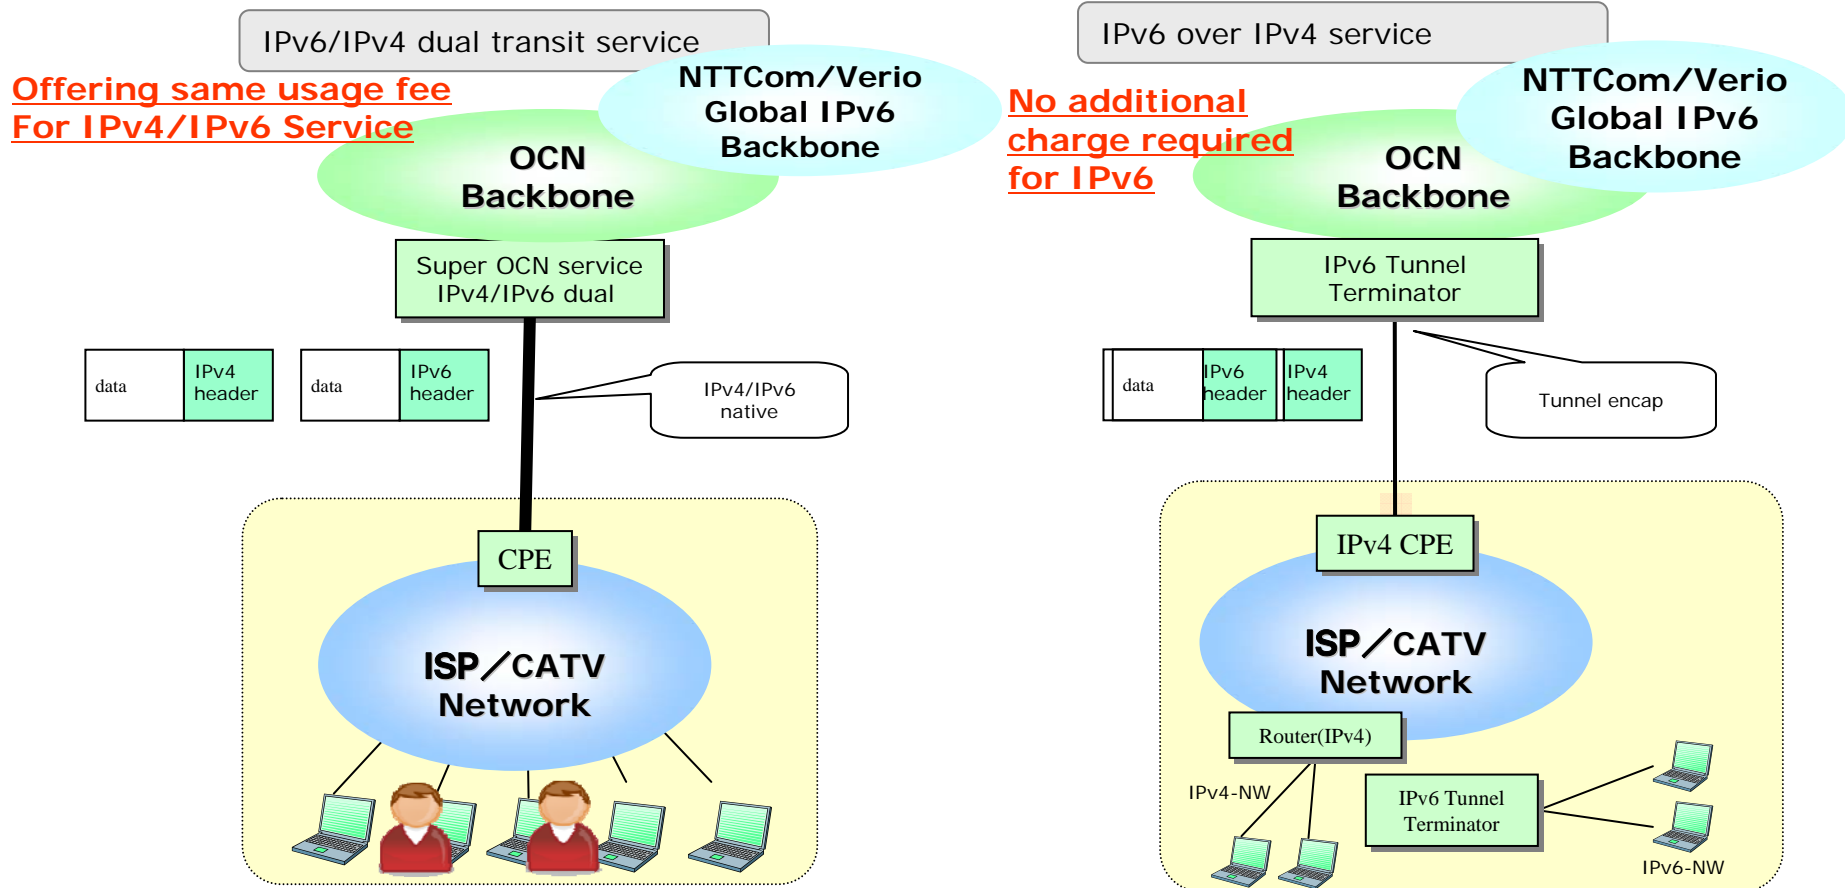 IPv6/IPv4 dual transit service
Offering same usage fee
For IPv4/IPv6 Service
NTTCom/Verio
Global IPv6
Backbone
OCN
Backbone
Super OCN service
IPv4/IPv6 dual
data
IPv4
header
data
IPv6
header
IPv4/IPv6
native
CPE
ISP／CATV
Network
IPv6 over IPv4 service
No additional
charge required
for IPv6
NTTCom/Verio
Global IPv6
Backbone
OCN
Backbone
IPv6 Tunnel
Terminator
data
IPv6
header
IPv4
header
Tunnel encap
IPv4 CPE
ISP／CATV
Network
Router(IPv4)
IPv4-NW
IPv6 Tunnel
Terminator
IPv6-NW